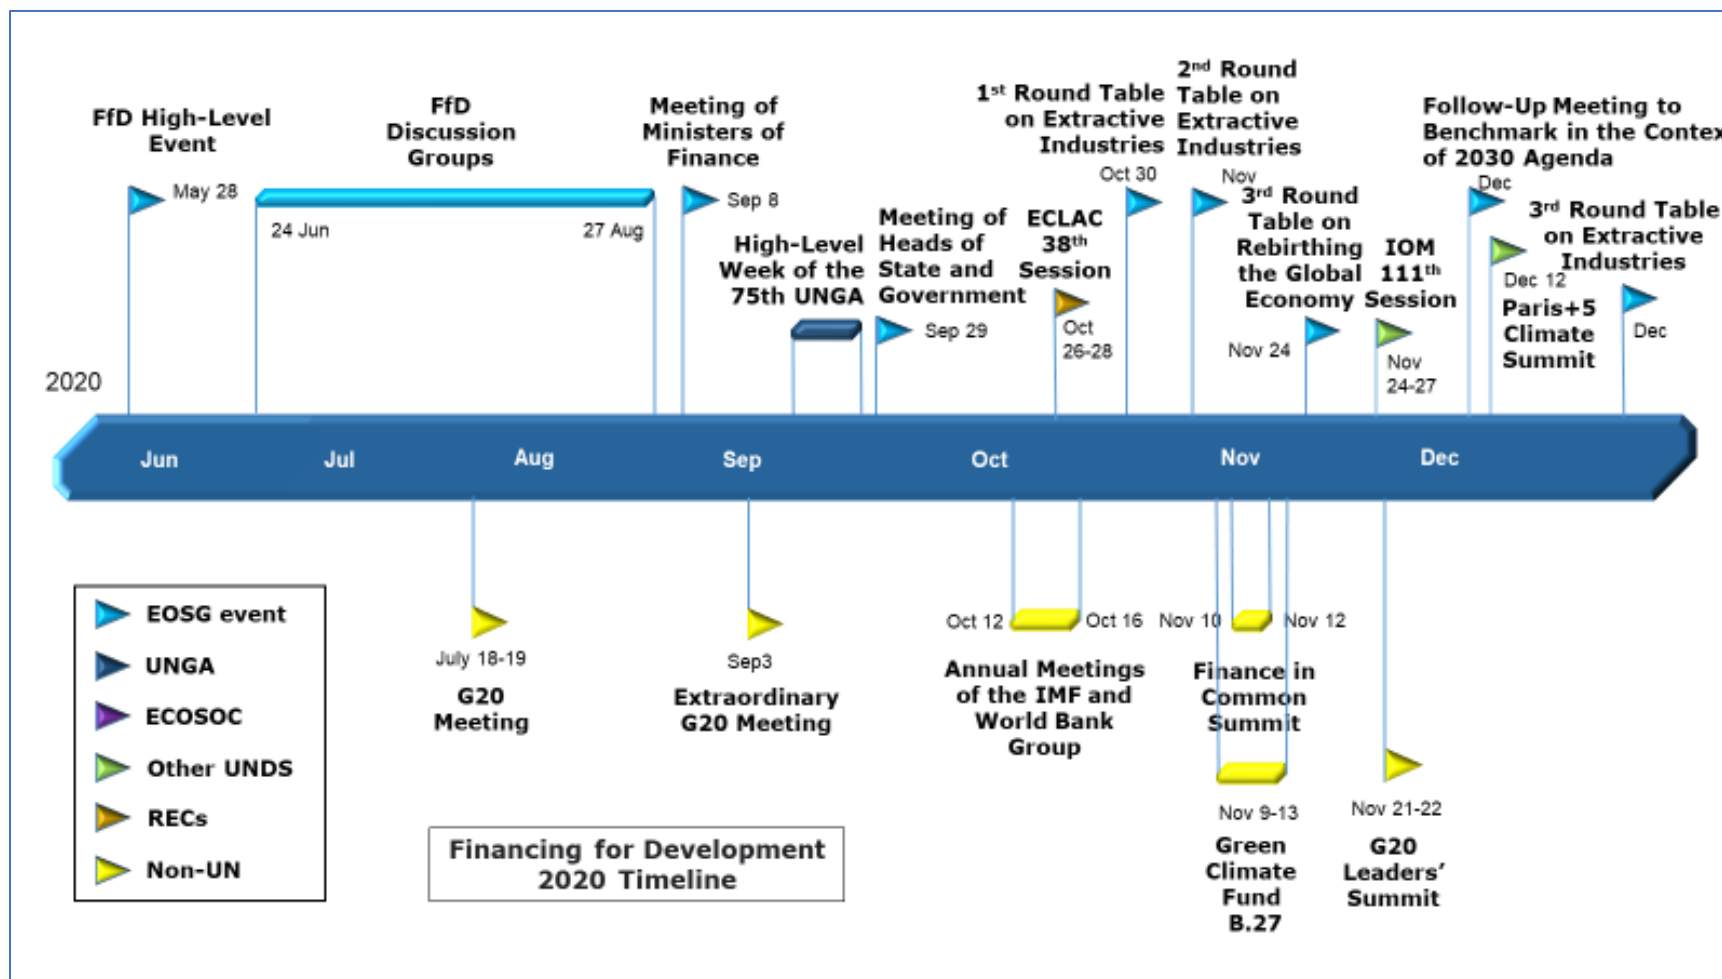 FfD High-Level
Event
May 28
FfD
Discussion
Groups
24 Jun
27 Aug
Meeting of
Ministers of
Finance
Sep 8
High-Level
Week of the
75th UNGA
Meeting of
Heads of
State and
Government
Sep 29
ECLAC
38th
Session
Oct
26-28
1st Round Table
on Extractive
Industries
Oct 30
2nd Round
Table on
Extractive
Industries
Nov
3rd Round
Table on
Rebirthing
the Global
Economy
Nov 24
IOM
111th
Session
Nov
24-27
Follow-Up Meeting to
Benchmark in the Contex
of 2030 Agenda
Dec
Dec 12
Paris+5
Climate
Summit
3rd Round Table
on Extractive
Industries
Dec
2020
Jun
Jul
Aug
Sep
Oct
Nov
Dec
July 18-19
G20
Meeting
Sep3
Extraordinary
G20 Meeting
Oct 12
Oct 16
Annual Meetings
of the IMF and
World Bank
Group
Nov 10
Nov 12
Finance in
Common
Summit
Nov 9-13
Green
Climate
Fund
B.27
Nov 21-22
G20
Leaders’
Summit
EOSG event
UNGA
ECOSOC
Other UNDS
RECs
Non-UN
Financing for Development
2020 Timeline